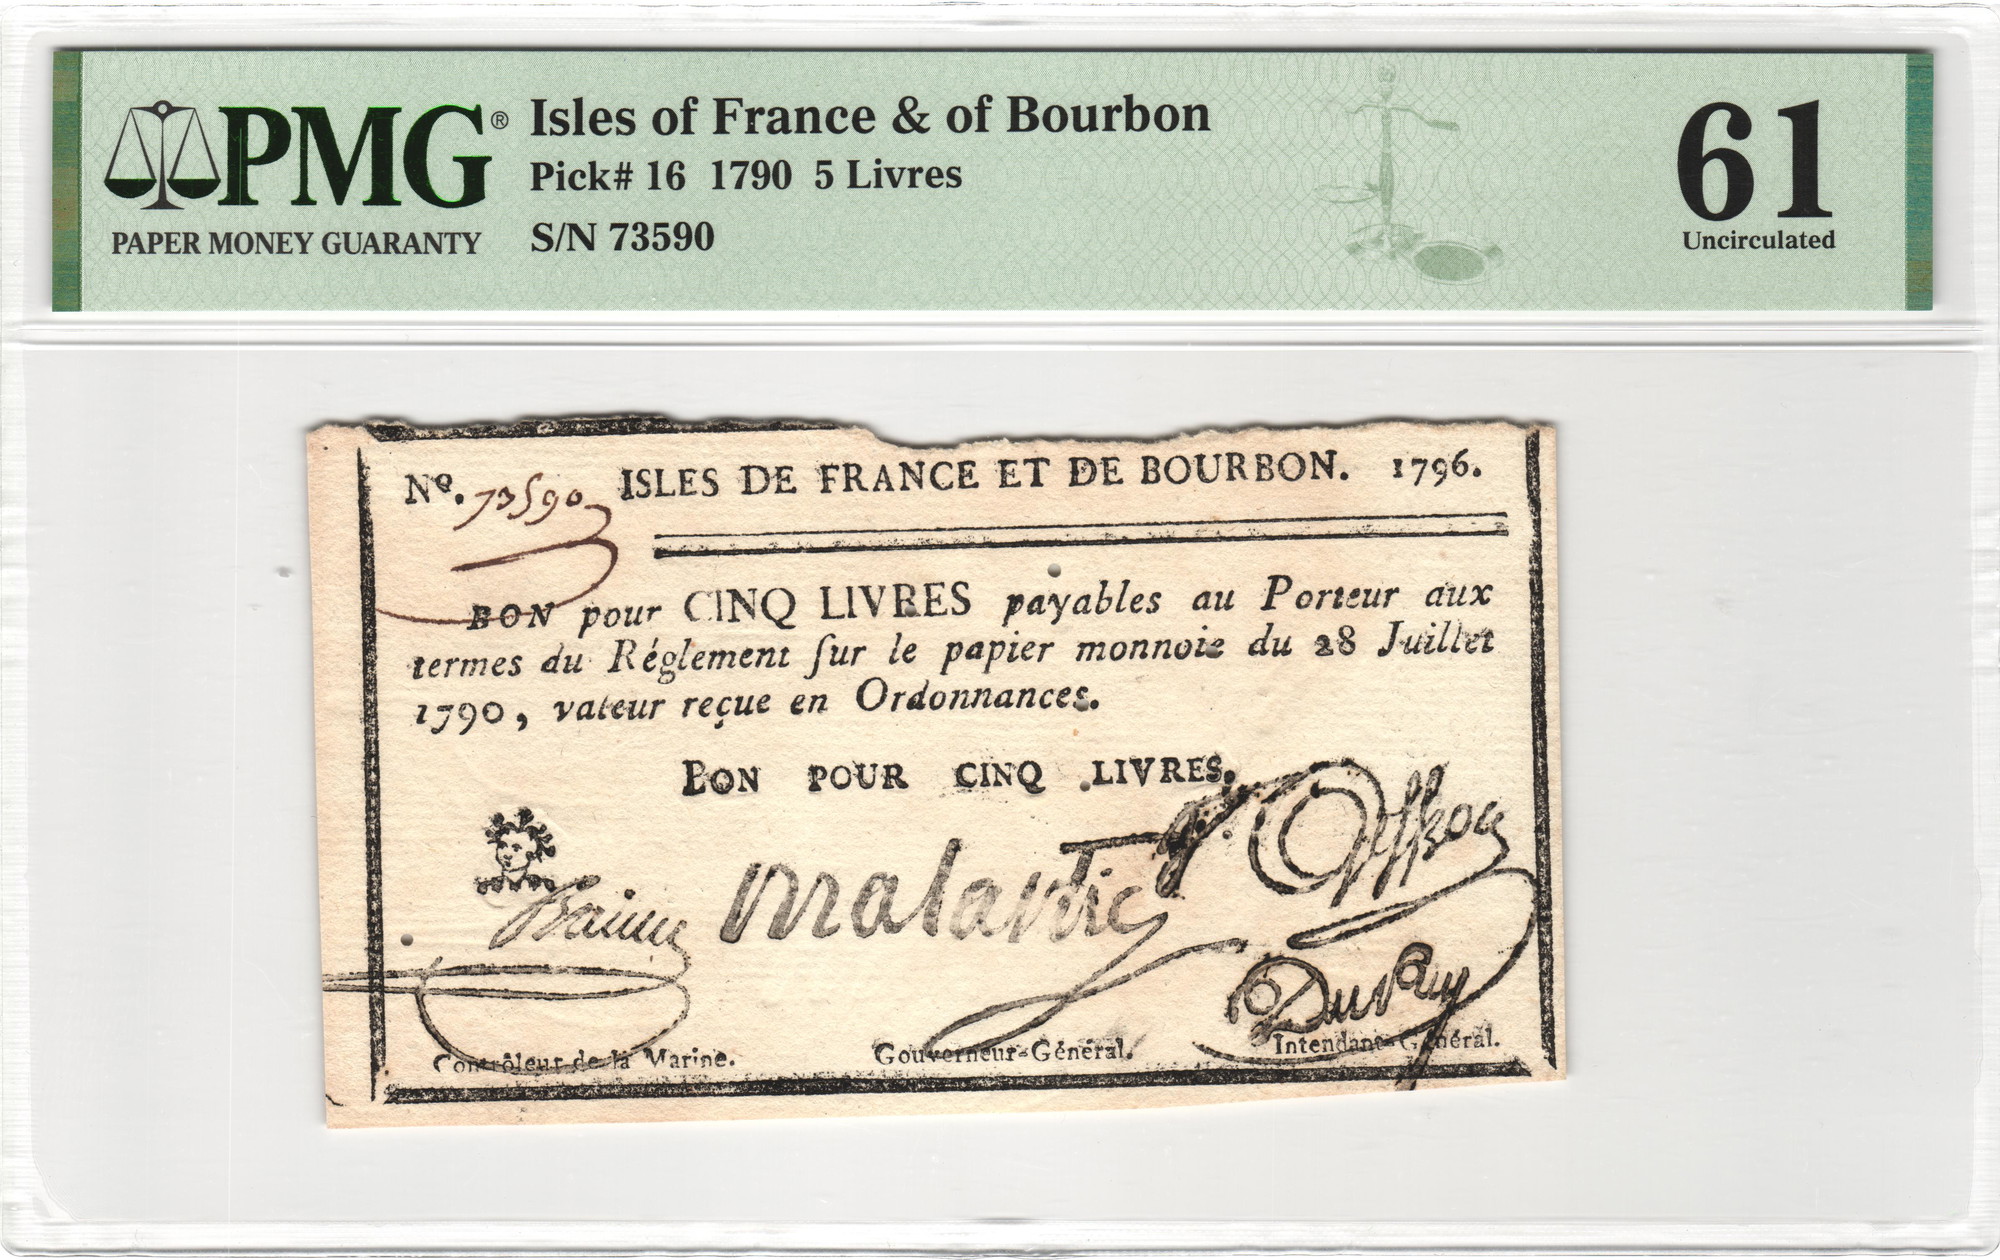 PMG® Isles of France & of Bourbon
Pick# 16 1790 5 Livres
PAPER MONEY GUARANTY S/N 73590
61
Uncirculated
Nº. 73590 ISLES DE FRANCE ET DE BOURBON. 1796.
BON pour CINQ LIVRES payables au Porteur aux
termes du Réglement ſur le papier monnoie du 28 Juillet
1790, valeur reçue en Ordonnances.
BON POUR CINQ LIVRES.
Malartic
DuPuy
Contrôleur de la Marine. Gouverneur-Général. Intendant-Général.